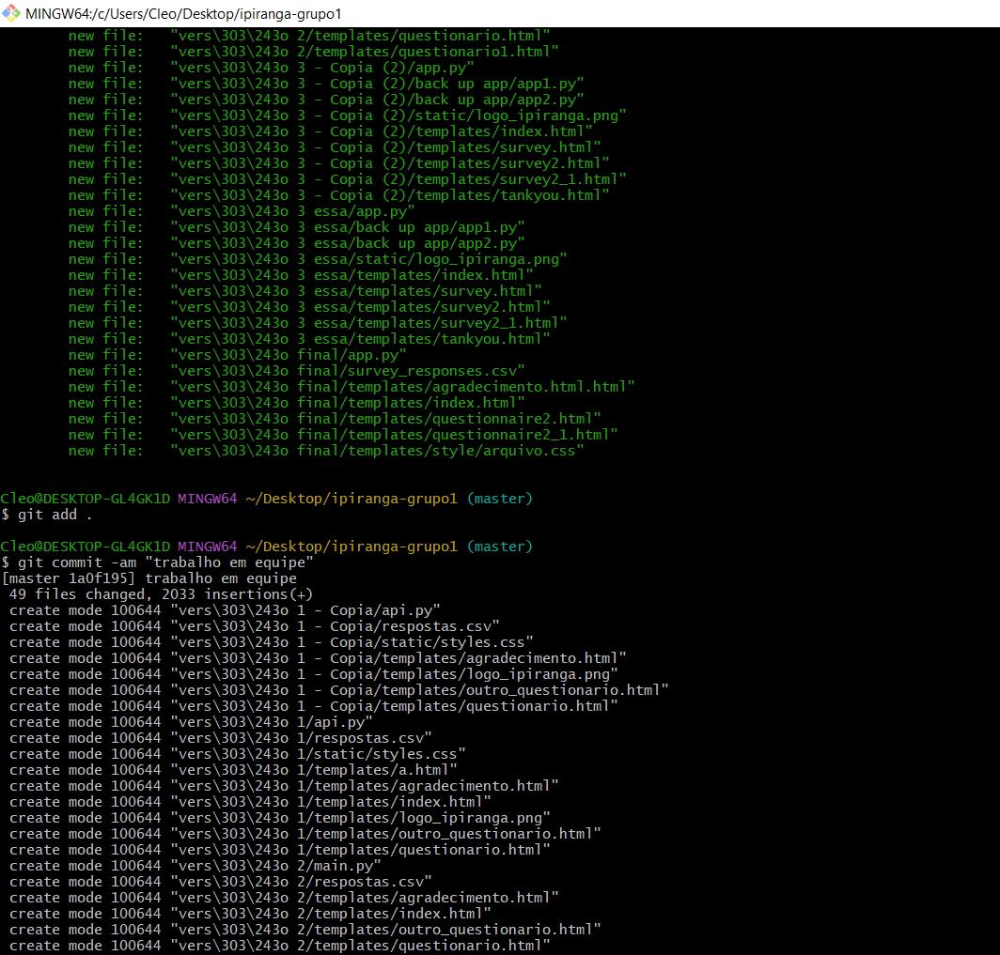 MINGW64:/c/Users/Cleo/Desktop/ipiranga-grupo1
new file:   "vers\303\243o 2/templates/questionario.html"
new file:   "vers\303\243o 2/templates/questionario1.html"
new file:   "vers\303\243o 3 - Copia (2)/app.py"
new file:   "vers\303\243o 3 - Copia (2)/back up app/app1.py"
new file:   "vers\303\243o 3 - Copia (2)/back up app/app2.py"
new file:   "vers\303\243o 3 - Copia (2)/static/logo_ipiranga.png"
new file:   "vers\303\243o 3 - Copia (2)/templates/index.html"
new file:   "vers\303\243o 3 - Copia (2)/templates/survey.html"
new file:   "vers\303\243o 3 - Copia (2)/templates/survey2.html"
new file:   "vers\303\243o 3 - Copia (2)/templates/survey2_1.html"
new file:   "vers\303\243o 3 - Copia (2)/templates/tankyou.html"
new file:   "vers\303\243o 3 essa/app.py"
new file:   "vers\303\243o 3 essa/back up app/app1.py"
new file:   "vers\303\243o 3 essa/back up app/app2.py"
new file:   "vers\303\243o 3 essa/static/logo_ipiranga.png"
new file:   "vers\303\243o 3 essa/templates/index.html"
new file:   "vers\303\243o 3 essa/templates/survey.html"
new file:   "vers\303\243o 3 essa/templates/survey2.html"
new file:   "vers\303\243o 3 essa/templates/survey2_1.html"
new file:   "vers\303\243o 3 essa/templates/tankyou.html"
new file:   "vers\303\243o final/app.py"
new file:   "vers\303\243o final/survey_responses.csv"
new file:   "vers\303\243o final/templates/agradecimento.html.html"
new file:   "vers\303\243o final/templates/index.html"
new file:   "vers\303\243o final/templates/questionnaire2.html"
new file:   "vers\303\243o final/templates/questionnaire2_1.html"
new file:   "vers\303\243o final/templates/style/arquivo.css"
Cleo@DESKTOP-GL4GK1D MINGW64 ~/Desktop/ipiranga-grupo1 (master)
$ git add .
Cleo@DESKTOP-GL4GK1D MINGW64 ~/Desktop/ipiranga-grupo1 (master)
$ git commit -am "trabalho em equipe"
[master 1a0f195] trabalho em equipe
49 files changed, 2033 insertions(+)
create mode 100644 "vers\303\243o 1 - Copia/api.py"
create mode 100644 "vers\303\243o 1 - Copia/respostas.csv"
create mode 100644 "vers\303\243o 1 - Copia/static/styles.css"
create mode 100644 "vers\303\243o 1 - Copia/templates/agradecimento.html"
create mode 100644 "vers\303\243o 1 - Copia/templates/logo_ipiranga.png"
create mode 100644 "vers\303\243o 1 - Copia/templates/outro_questionario.html"
create mode 100644 "vers\303\243o 1 - Copia/templates/questionario.html"
create mode 100644 "vers\303\243o 1/api.py"
create mode 100644 "vers\303\243o 1/respostas.csv"
create mode 100644 "vers\303\243o 1/static/styles.css"
create mode 100644 "vers\303\243o 1/templates/a.html"
create mode 100644 "vers\303\243o 1/templates/agradecimento.html"
create mode 100644 "vers\303\243o 1/templates/index.html"
create mode 100644 "vers\303\243o 1/templates/logo_ipiranga.png"
create mode 100644 "vers\303\243o 1/templates/outro_questionario.html"
create mode 100644 "vers\303\243o 1/templates/questionario.html"
create mode 100644 "vers\303\243o 2/main.py"
create mode 100644 "vers\303\243o 2/respostas.csv"
create mode 100644 "vers\303\243o 2/templates/agradecimento.html"
create mode 100644 "vers\303\243o 2/templates/index.html"
create mode 100644 "vers\303\243o 2/templates/outro_questionario.html"
create mode 100644 "vers\303\243o 2/templates/questionario.html"